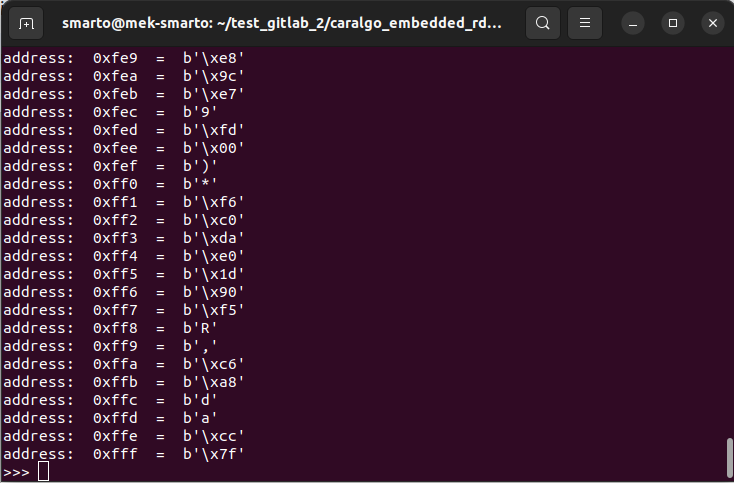 smarto@mek-smarto: ~/test_gitlab_2/caralgo_embedded_rd...
address:  0xfe9  =  b'\xe8'
address:  0xfea  =  b'\x9c'
address:  0xfeb  =  b'\xe7'
address:  0xfec  =  b'9'
address:  0xfed  =  b'\xfd'
address:  0xfee  =  b'\x00'
address:  0xfef  =  b')'
address:  0xff0  =  b'*'
address:  0xff1  =  b'\xf6'
address:  0xff2  =  b'\xc0'
address:  0xff3  =  b'\xda'
address:  0xff4  =  b'\xe0'
address:  0xff5  =  b'\x1d'
address:  0xff6  =  b'\x90'
address:  0xff7  =  b'\xf5'
address:  0xff8  =  b'R'
address:  0xff9  =  b','
address:  0xffa  =  b'\xc6'
address:  0xffb  =  b'\xa8'
address:  0xffc  =  b'd'
address:  0xffd  =  b'a'
address:  0xffe  =  b'\xcc'
address:  0xfff  =  b'\x7f'
>>>